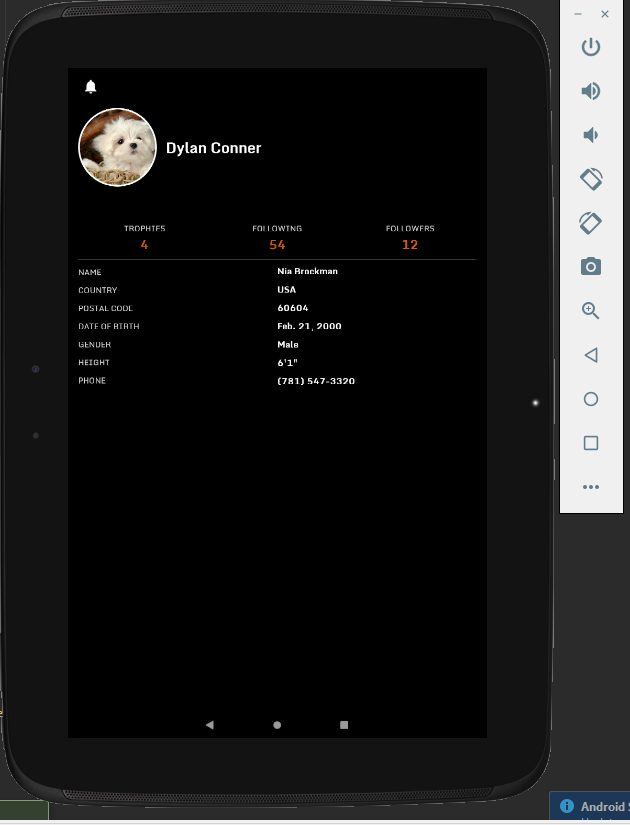 Dylan Conner
TROPHIES FOLLOWING FOLLOWERS
4 54 12
NAME Nia Brockman
COUNTRY USA
POSTAL CODE 60604
DATE OF BIRTH Feb. 21, 2000
GENDER Male
HEIGHT 6'1"
PHONE (781) 547-3320
Android